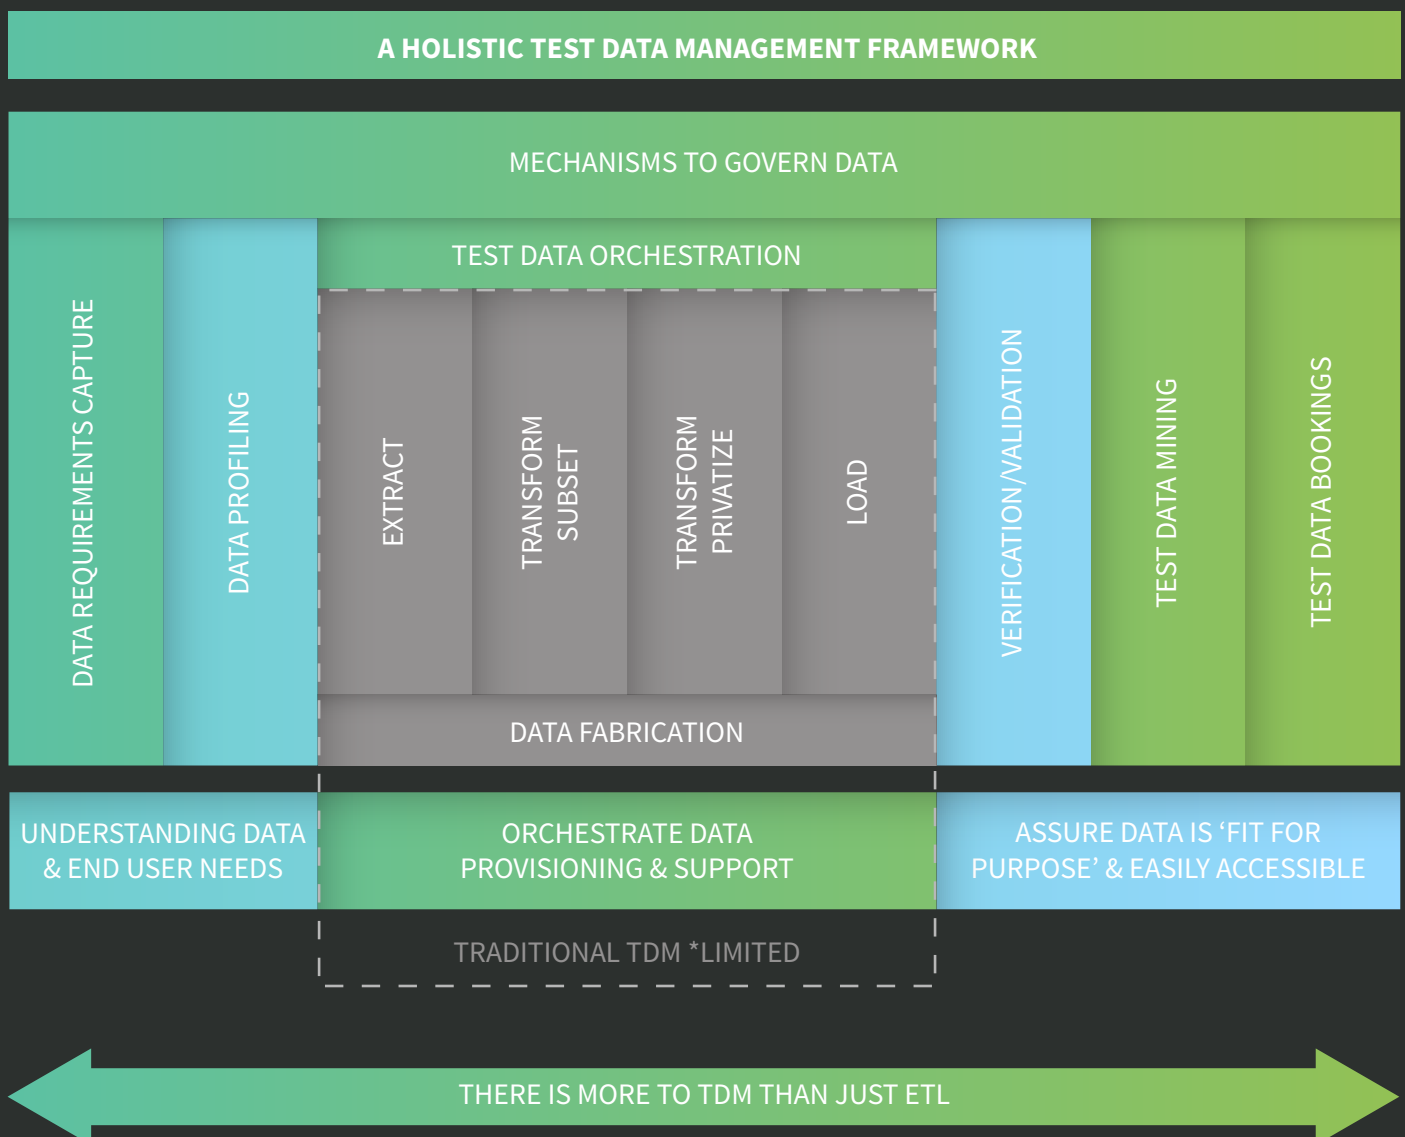 A HOLISTIC TEST DATA MANAGEMENT FRAMEWORK
MECHANISMS TO GOVERN DATA
DATA REQUIREMENTS CAPTURE
DATA PROFILING
TEST DATA ORCHESTRATION
EXTRACT
TRANSFORM
SUBSET
TRANSFORM
PRIVATIZE
LOAD
DATA FABRICATION
VERIFICATION/VALIDATION
TEST DATA MINING
TEST DATA BOOKINGS
UNDERSTANDING DATA
& END USER NEEDS
ORCHESTRATE DATA
PROVISIONING & SUPPORT
ASSURE DATA IS ‘FIT FOR
PURPOSE’ & EASILY ACCESSIBLE
TRADITIONAL TDM *LIMITED
THERE IS MORE TO TDM THAN JUST ETL